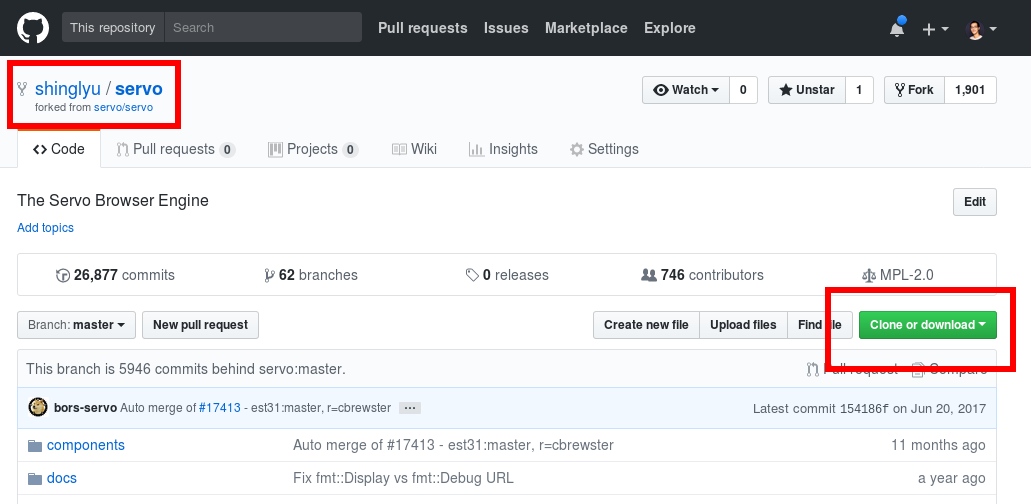 This repository Search Pull requests Issues Marketplace Explore
shinglyu / servo
forked from servo/servo
Watch 0 Unstar 1 Fork 1,901
Code Pull requests 0 Projects 0 Wiki Insights Settings
The Servo Browser Engine
Edit
Add topics
26,877 commits 62 branches 0 releases 746 contributors MPL-2.0
Branch: master New pull request Create new file Upload files Find file Clone or download
This branch is 5946 commits behind servo:master. Pull request Compare
bors-servo Auto merge of #17413 - est31:master, r=cbrewster ... Latest commit 154186f on Jun 20, 2017
components Auto merge of #17413 - est31:master, r=cbrewster 11 months ago
docs Fix fmt::Display vs fmt::Debug URL a year ago